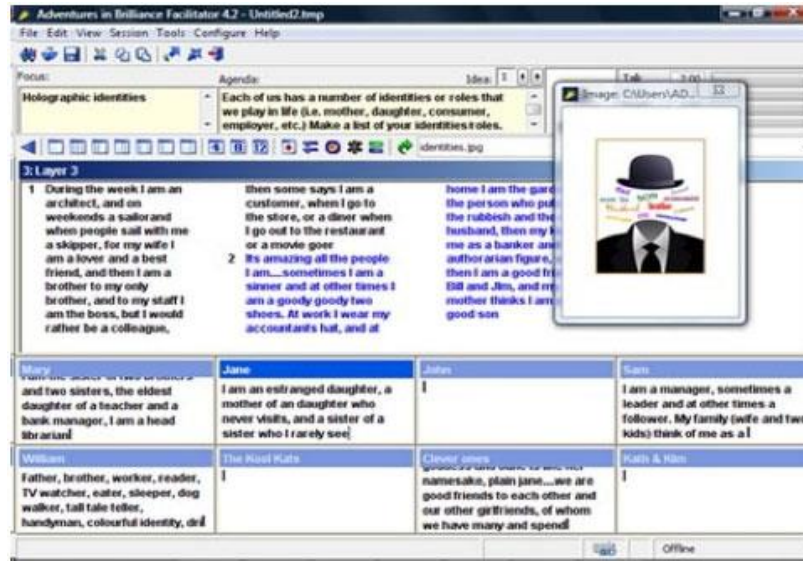 Adventures in Brilliance Facilitator 4.2 - Untitled2.tmp
File Edit View Session Tools Configure Help
Focus:
Agenda:
Idea: 1
Talk 2:00
Holographic identities
Each of us has a number of identities or roles that
we play in life (i.e. mother, daughter, consumer,
employer, etc.) Make a list of your identities/roles.
Image: C:\Users\AD...
4 8 12
identities.jpg
3: Layer 3
1 During the week I am an
architect, and on
weekends a sailorand
when people sail with me
a skipper, for my wife I
am a lover and a best
friend, and then I am a
brother to my only
brother, and to my staff I
am the boss, but I would
rather be a colleague,
then some says I am a
customer, when I go to
the store, or a diner when
I go out to the restaurant
or a movie goer
2 Its amazing all the people
I am....sometimes I am a
sinner and at other times I
am a goody goody two
shoes. At work I wear my
accountants hat, and at
home I am the gard
the person who pu
the rubbish and the
husband, then my
me as a banker an
authorarian figure,
then I am a good fr
Bill and JIm, and m
mother thinks I am
good son
Mary
and two sisters, the eldest
daughter of a teacher and a
bank manager, I am a head
librarian
Jane
I am an estranged daughter, a
mother of an daughter who
never visits, and a sister of a
sister who I rarely see
John
Sam
I am a manager, sometimes a
leader and at other times a
follower. My family (wife and two
kids) think of me as a
William
Father, brother, worker, reader,
TV watcher, eater, sleeper, dog
walker, tall tale teller,
handyman, colourful identity, dri
The Kool Kats
Clever ones
namesake, plain jane....we are
good friends to each other and
our other girlfriends, of whom
we have many and spend
Kath & Kim
Offline